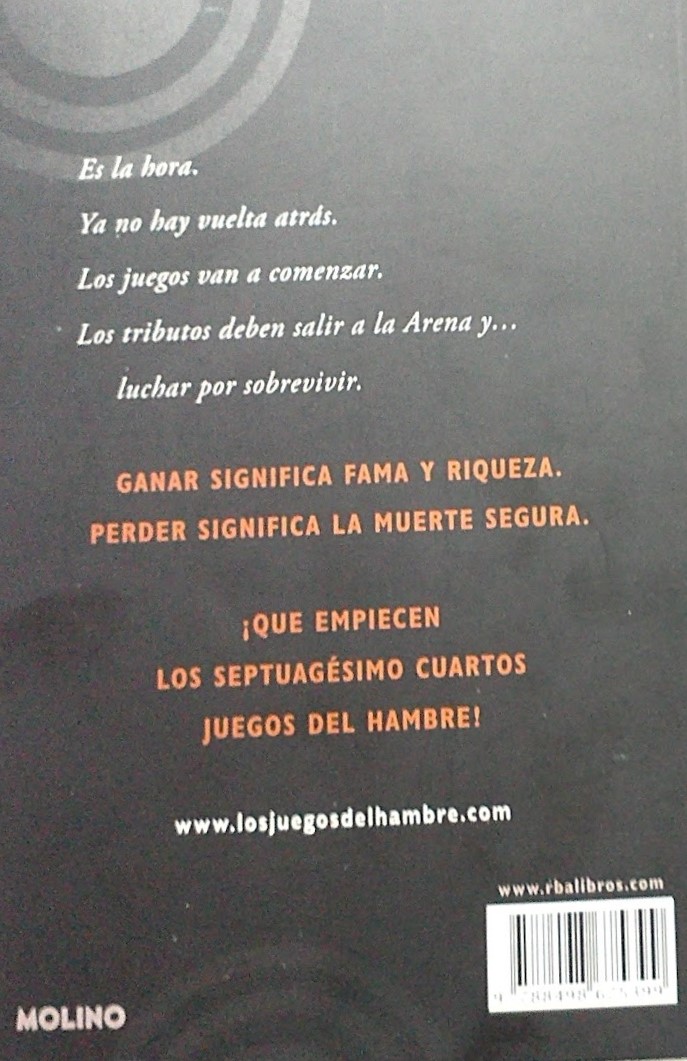 Es la hora.
Ya no hay vuelta atrás.
Los juegos van a comenzar.
Los tributos deben salir a la Arena y...
luchar por sobrevivir.
GANAR SIGNIFICA FAMA Y RIQUEZA.
PERDER SIGNIFICA LA MUERTE SEGURA.
¡QUE EMPIECEN
LOS SEPTUAGÉSIMO CUARTOS
JUEGOS DEL HAMBRE!
www.losjuegosdelhambre.com
www.rbalibros.com
9 788498 675399
MOLINO